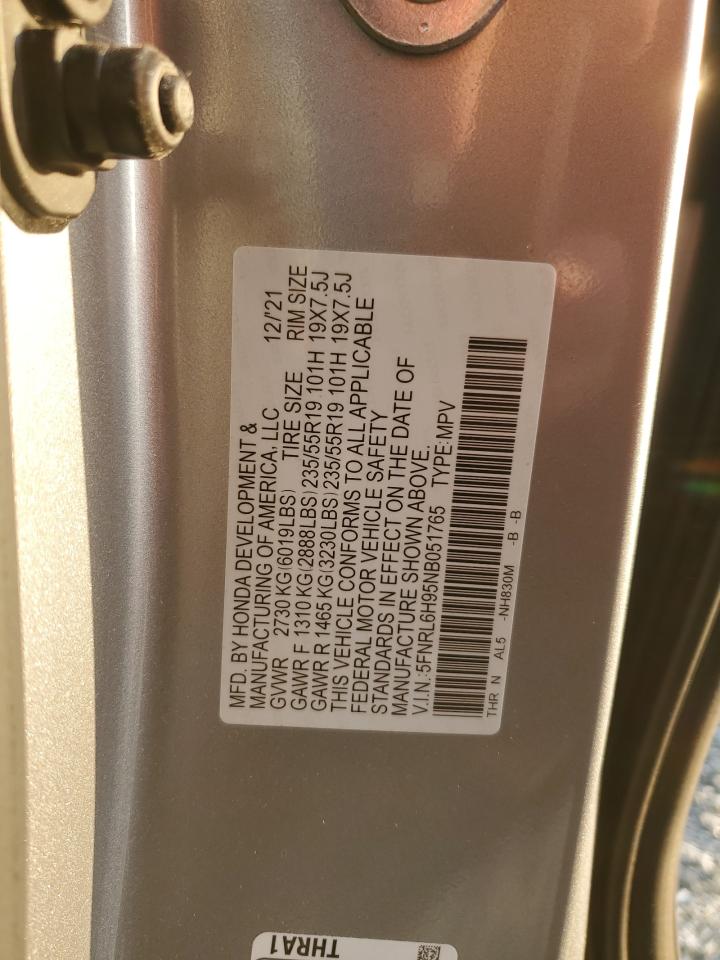 MFD. BY HONDA DEVELOPMENT &
MANUFACTURING OF AMERICA, LLC 12/'21
GVWR 2730 KG(6019LBS) TIRE SIZE RIM SIZE
GAWR F 1310 KG(2888LBS) 235/55R19 101H 19X7.5J
GAWR R 1465 KG(3230LBS) 235/55R19 101H 19X7.5J
THIS VEHICLE CONFORMS TO ALL APPLICABLE
FEDERAL MOTOR VEHICLE SAFETY
STANDARDS IN EFFECT ON THE DATE OF
MANUFACTURE SHOWN ABOVE.
V.I.N.:5FNRL6H95NB051765 TYPE:MPV
THR N AL5 -NH830M -B -B
THRA1